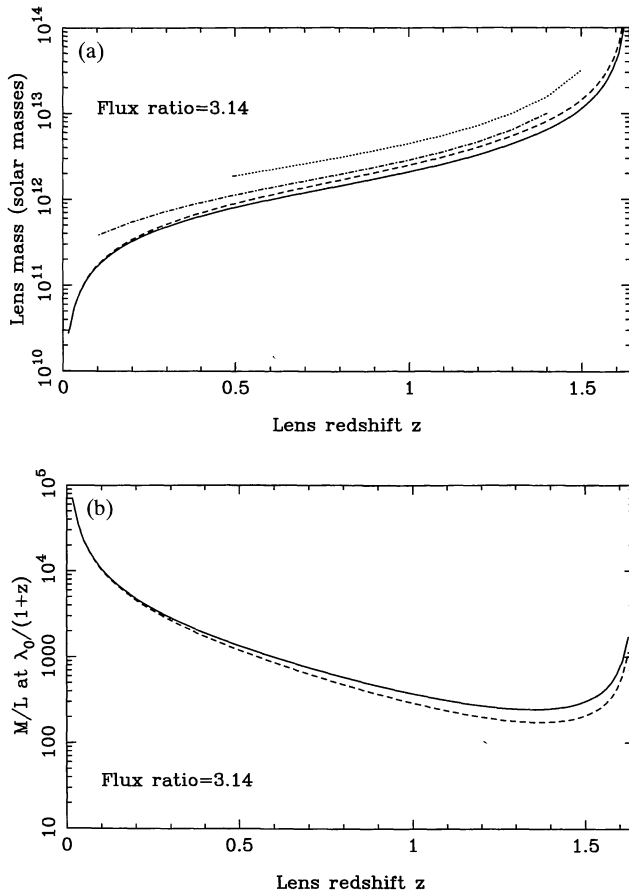 (a)
Flux ratio=3.14
Lens mass (solar masses)
10^14
10^13
10^12
10^11
10^10
0
0.5
1
1.5
Lens redshift z
(b)
Flux ratio=3.14
M/L at λ₀/(1+z)
10^5
10^4
1000
100
10
0
0.5
1
1.5
Lens redshift z